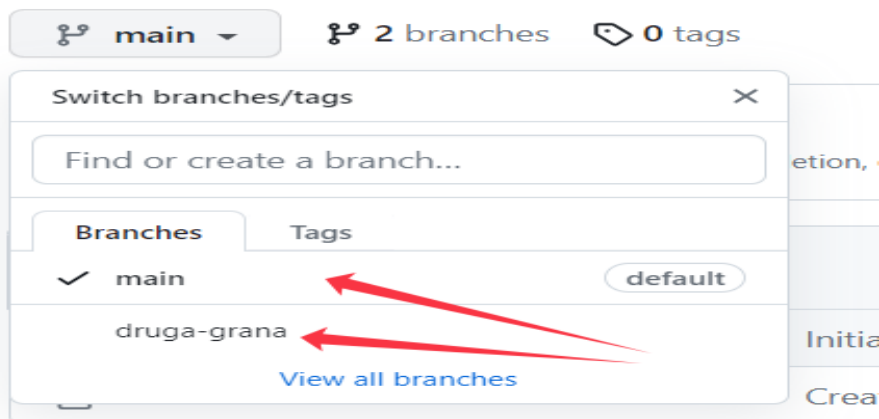 main
2 branches
0 tags
Switch branches/tags
Find or create a branch...
etion,
Branches
Tags
main
default
druga-grana
View all branches